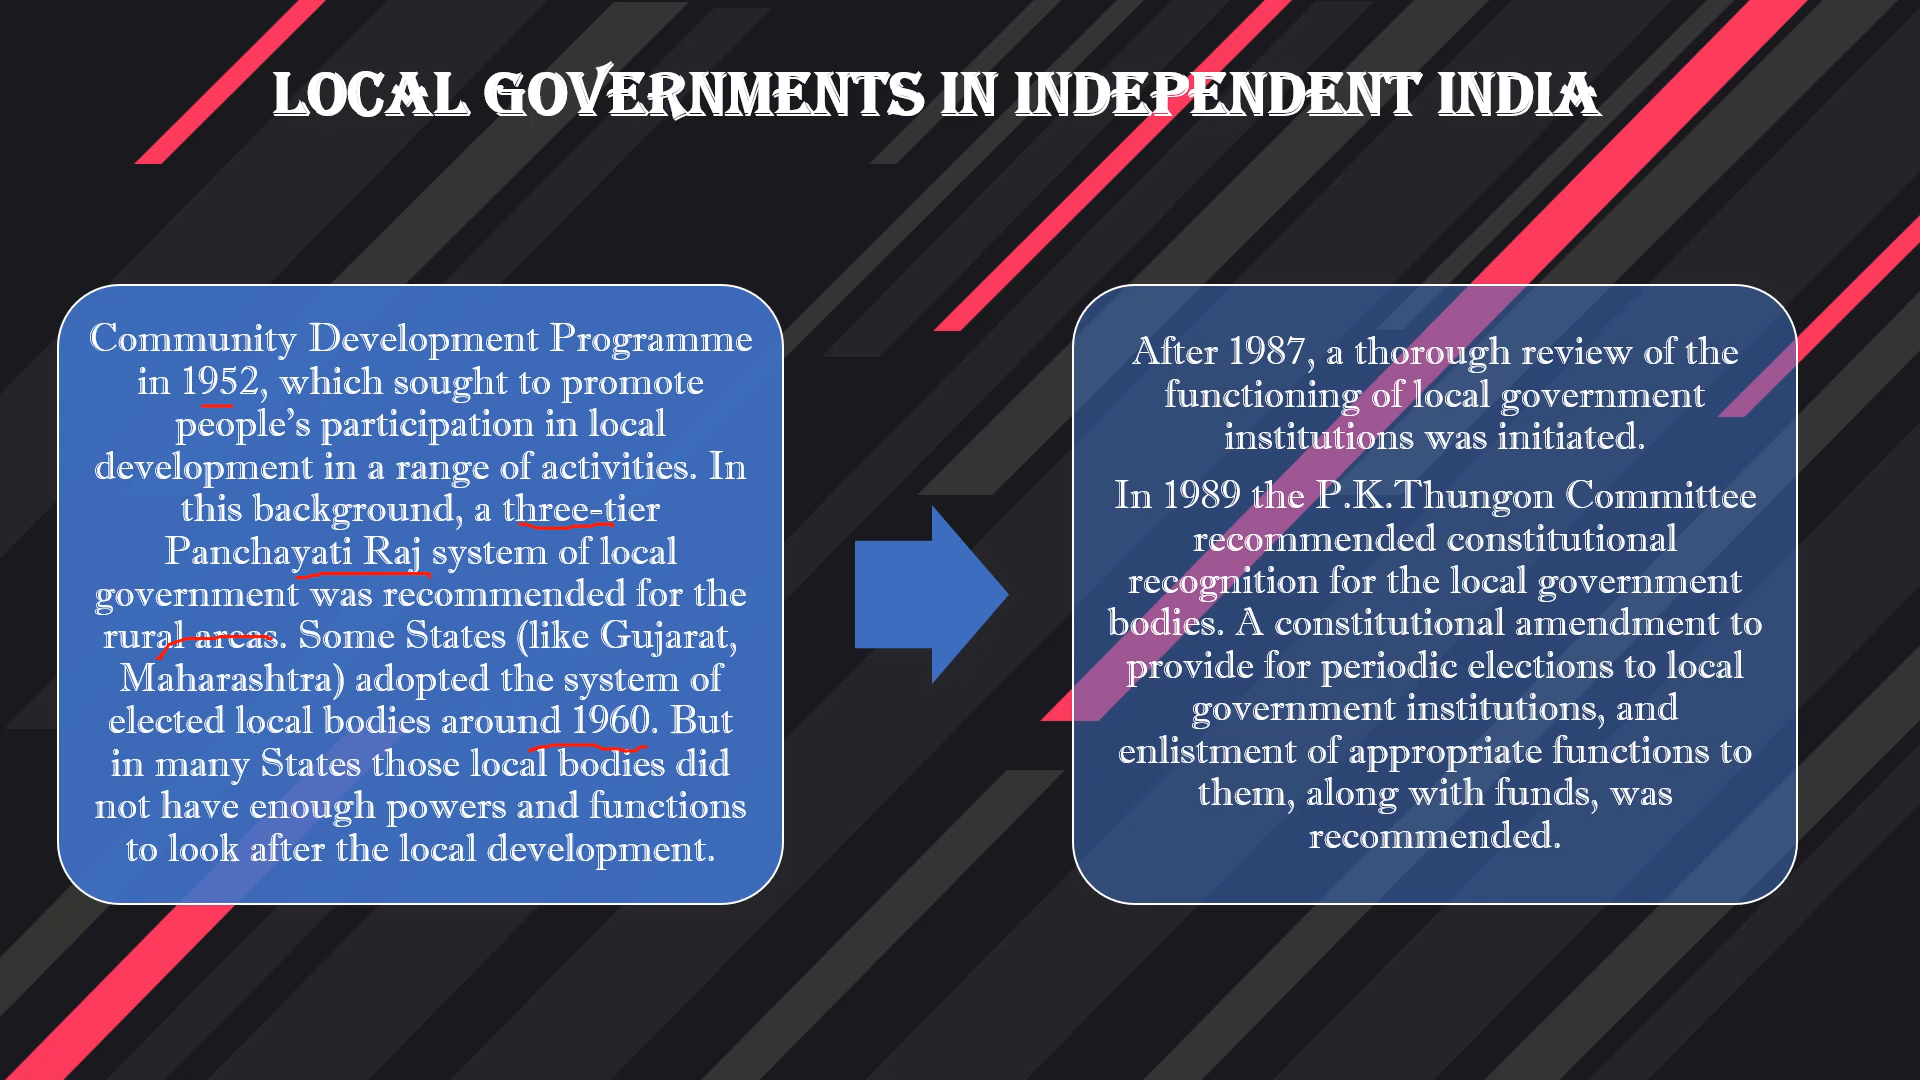 LOCAL GOVERNMENTS IN INDEPENDENT INDIA
Community Development Programme
in 1952, which sought to promote
people's participation in local
development in a range of activities. In
this background, a three-tier
Panchayati Raj system of local
government was recommended for the
rural areas. Some States (like Gujarat,
Maharashtra) adopted the system of
elected local bodies around 1960. But
in many States those local bodies did
not have enough powers and functions
to look after the local development.
After 1987, a thorough review of the
functioning of local government
institutions was initiated.
In 1989 the P.K.Thungon Committee
recommended constitutional
recognition for the local government
bodies. A constitutional amendment to
provide for periodic elections to local
government institutions, and
enlistment of appropriate functions to
them, along with funds, was
recommended.